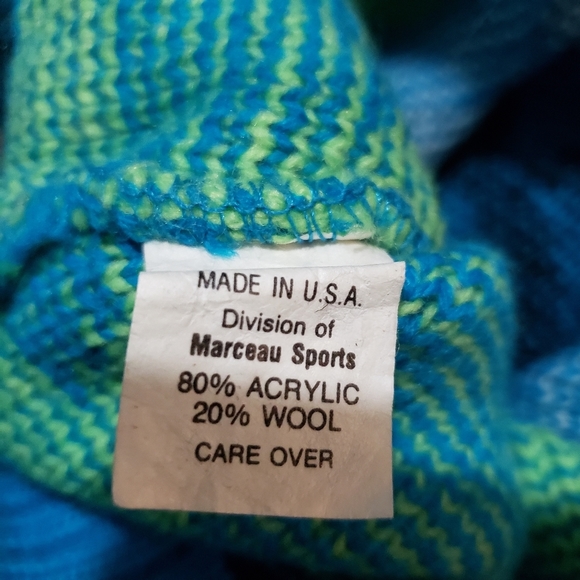 MADE IN U.S.A.
Division of
Marceau Sports
80% ACRYLIC
20% WOOL
CARE OVER